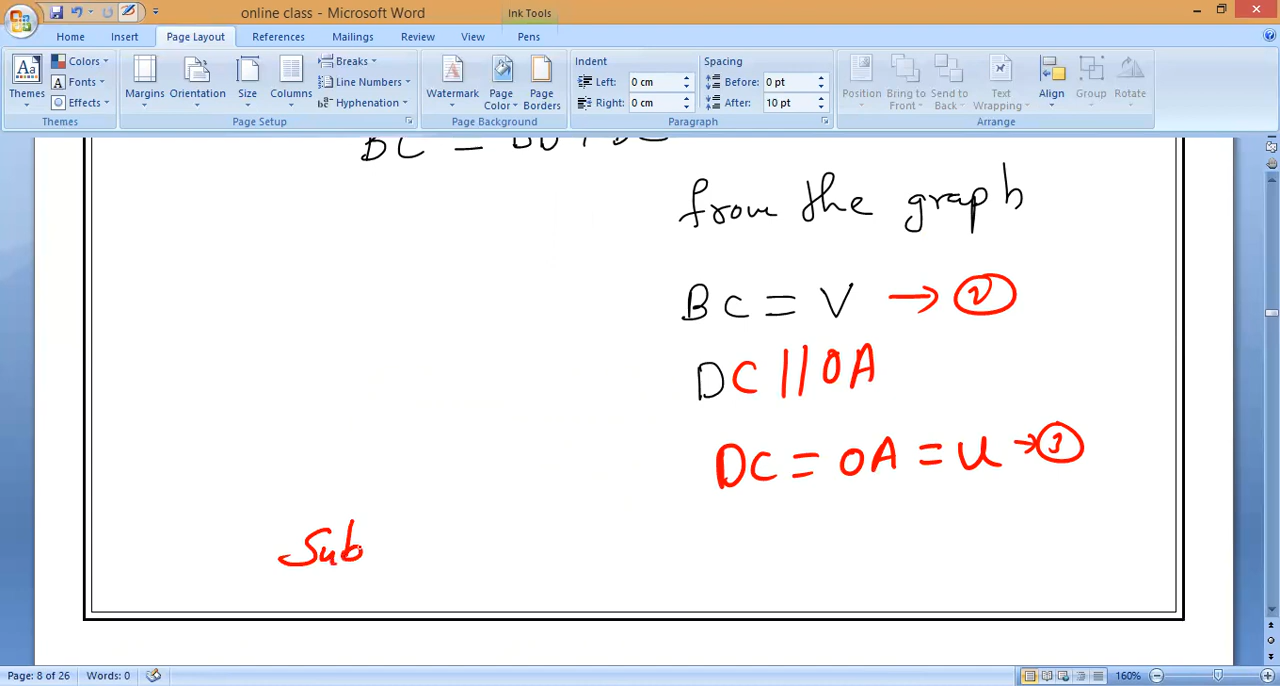 online class - Microsoft Word
Ink Tools
Home Insert Page Layout References Mailings Review View Pens
Themes
Colors
Fonts
Effects
Themes
Margins Orientation Size Columns
Breaks
Line Numbers
Hyphenation
Page Setup
Watermark Page Color Page Borders
Page Background
Indent
Left: 0 cm
Right: 0 cm
Spacing
Before: 0 pt
After: 10 pt
Paragraph
Position Bring to Front Send to Back Text Wrapping Align Group Rotate
Arrange
BC = BD + DC
from the graph
BC = V → 2
DC || OA
DC = OA = u → 3
Sub
Page: 8 of 26 Words: 0 160%